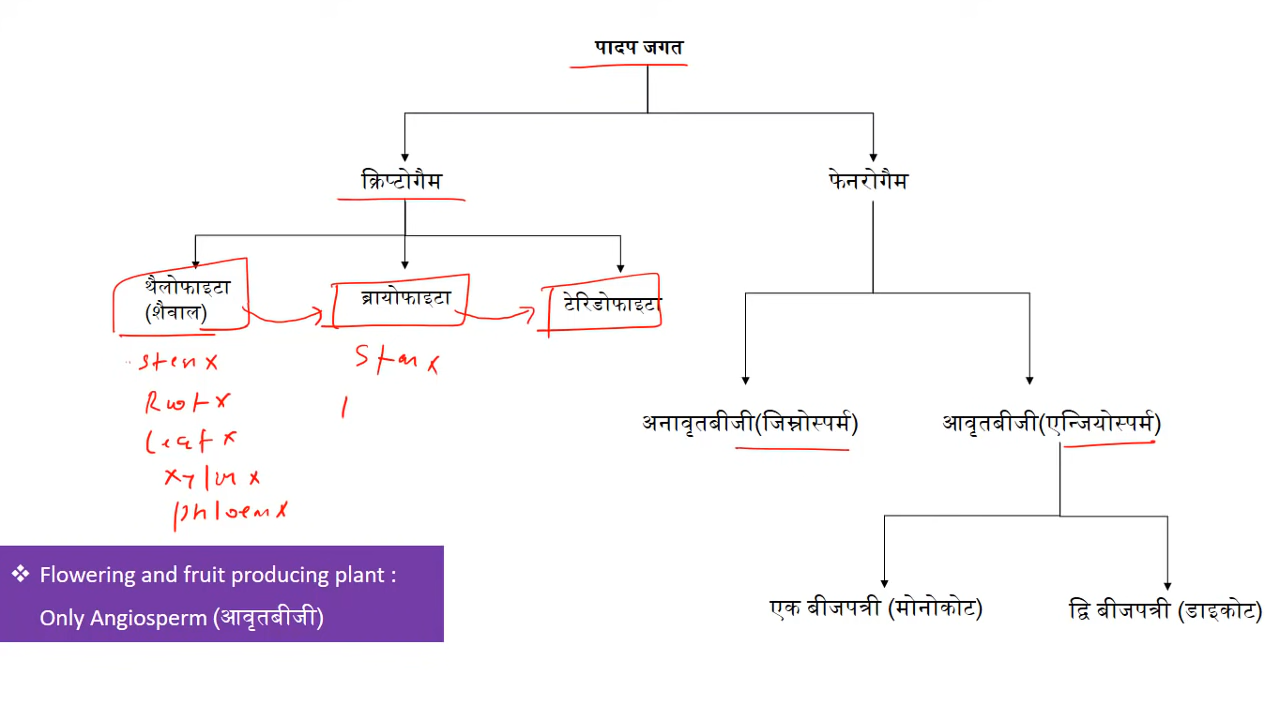 पादप जगत
क्रिप्टोगैम
फेनरोगैम
थैलोफाइटा
(शैवाल)
ब्रायोफाइटा
टेरिडोफाइटा
stem x
Root x
Leaf x
xylem x
phloem x
Stem x
अनावृतबीजी(जिम्नोस्पर्म)
आवृतबीजी(एन्जियोस्पर्म)
❖ Flowering and fruit producing plant :
Only Angiosperm (आवृतबीजी)
एक बीजपत्री (मोनोकोट)
द्वि बीजपत्री (डाइकोट)